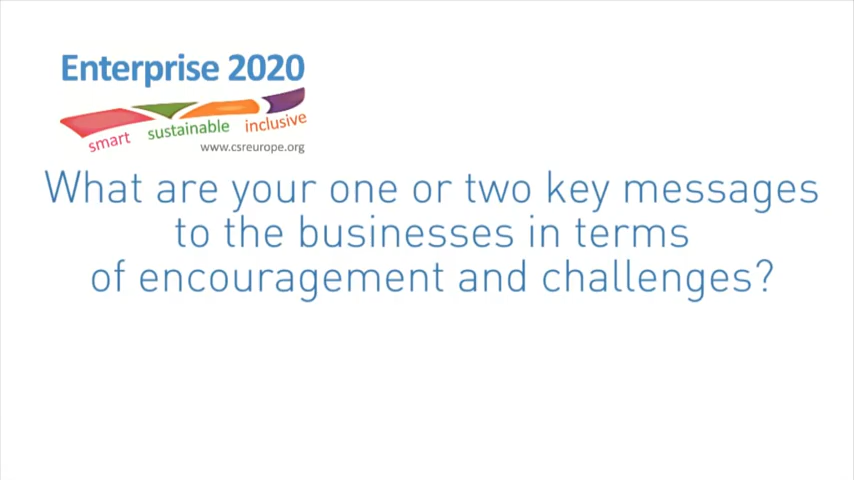 Enterprise 2020
smart sustainable inclusive
www.csreurope.org
What are your one or two key messages
to the businesses in terms
of encouragement and challenges?